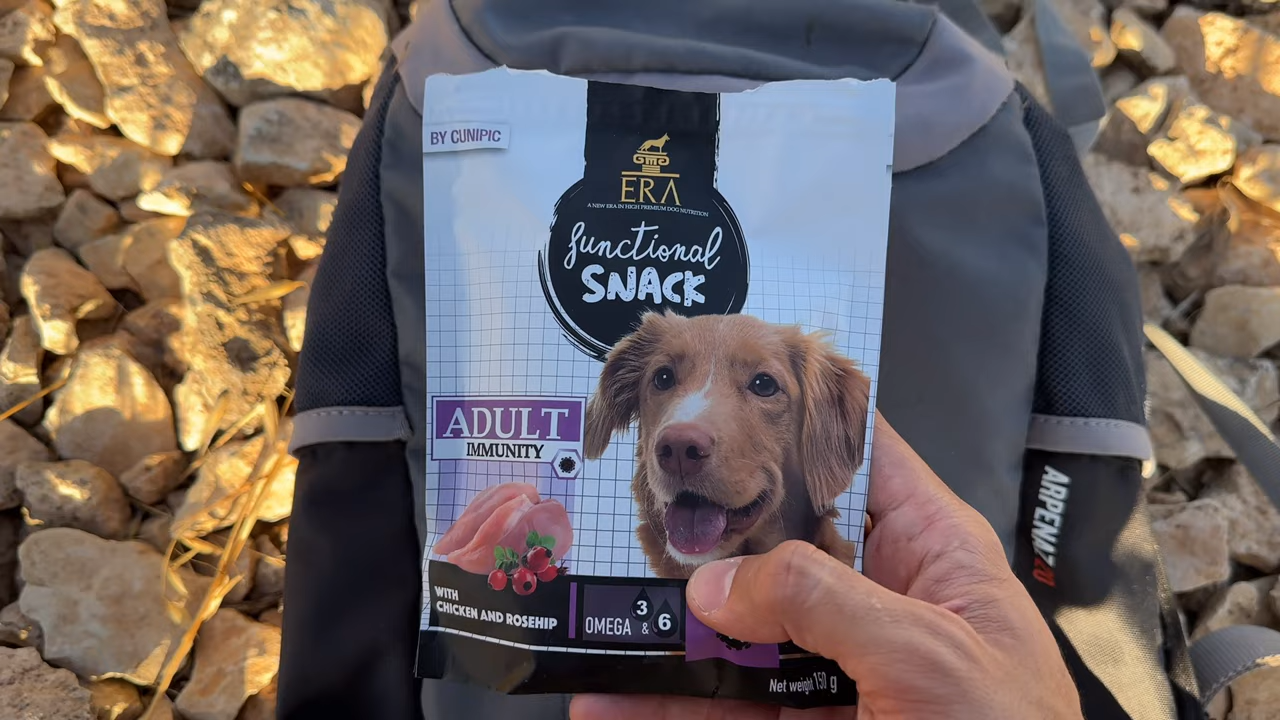 BY CUNIPIC
ERA
A NEW ERA IN HIGH PREMIUM DOG NUTRITION
functional
SNACK
ADULT
IMMUNITY
WITH
CHICKEN AND ROSEHIP
OMEGA 3 & 6
Net weight 150 g
ARPENAZ20